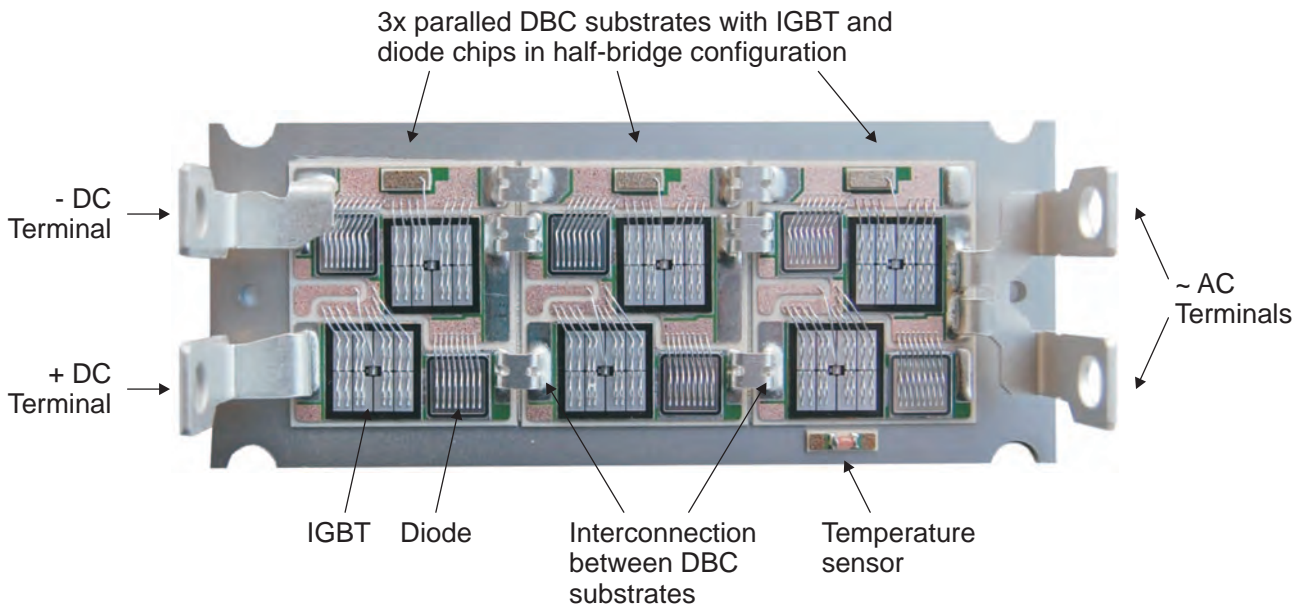 3x paralled DBC substrates with IGBT and
diode chips in half-bridge configuration
- DC
Terminal
+ DC
Terminal
~ AC
Terminals
IGBT
Diode
Interconnection
between DBC
substrates
Temperature
sensor